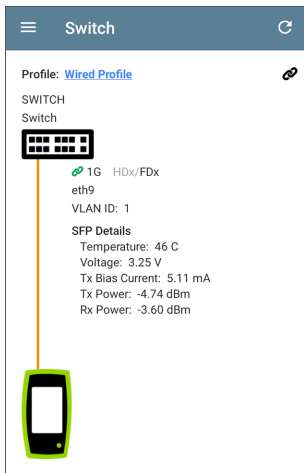 Switch
Profile: Wired Profile
SWITCH
Switch
1G HDx/FDx
eth9
VLAN ID: 1
SFP Details
Temperature: 46 C
Voltage: 3.25 V
Tx Bias Current: 5.11 mA
Tx Power: -4.74 dBm
Rx Power: -3.60 dBm